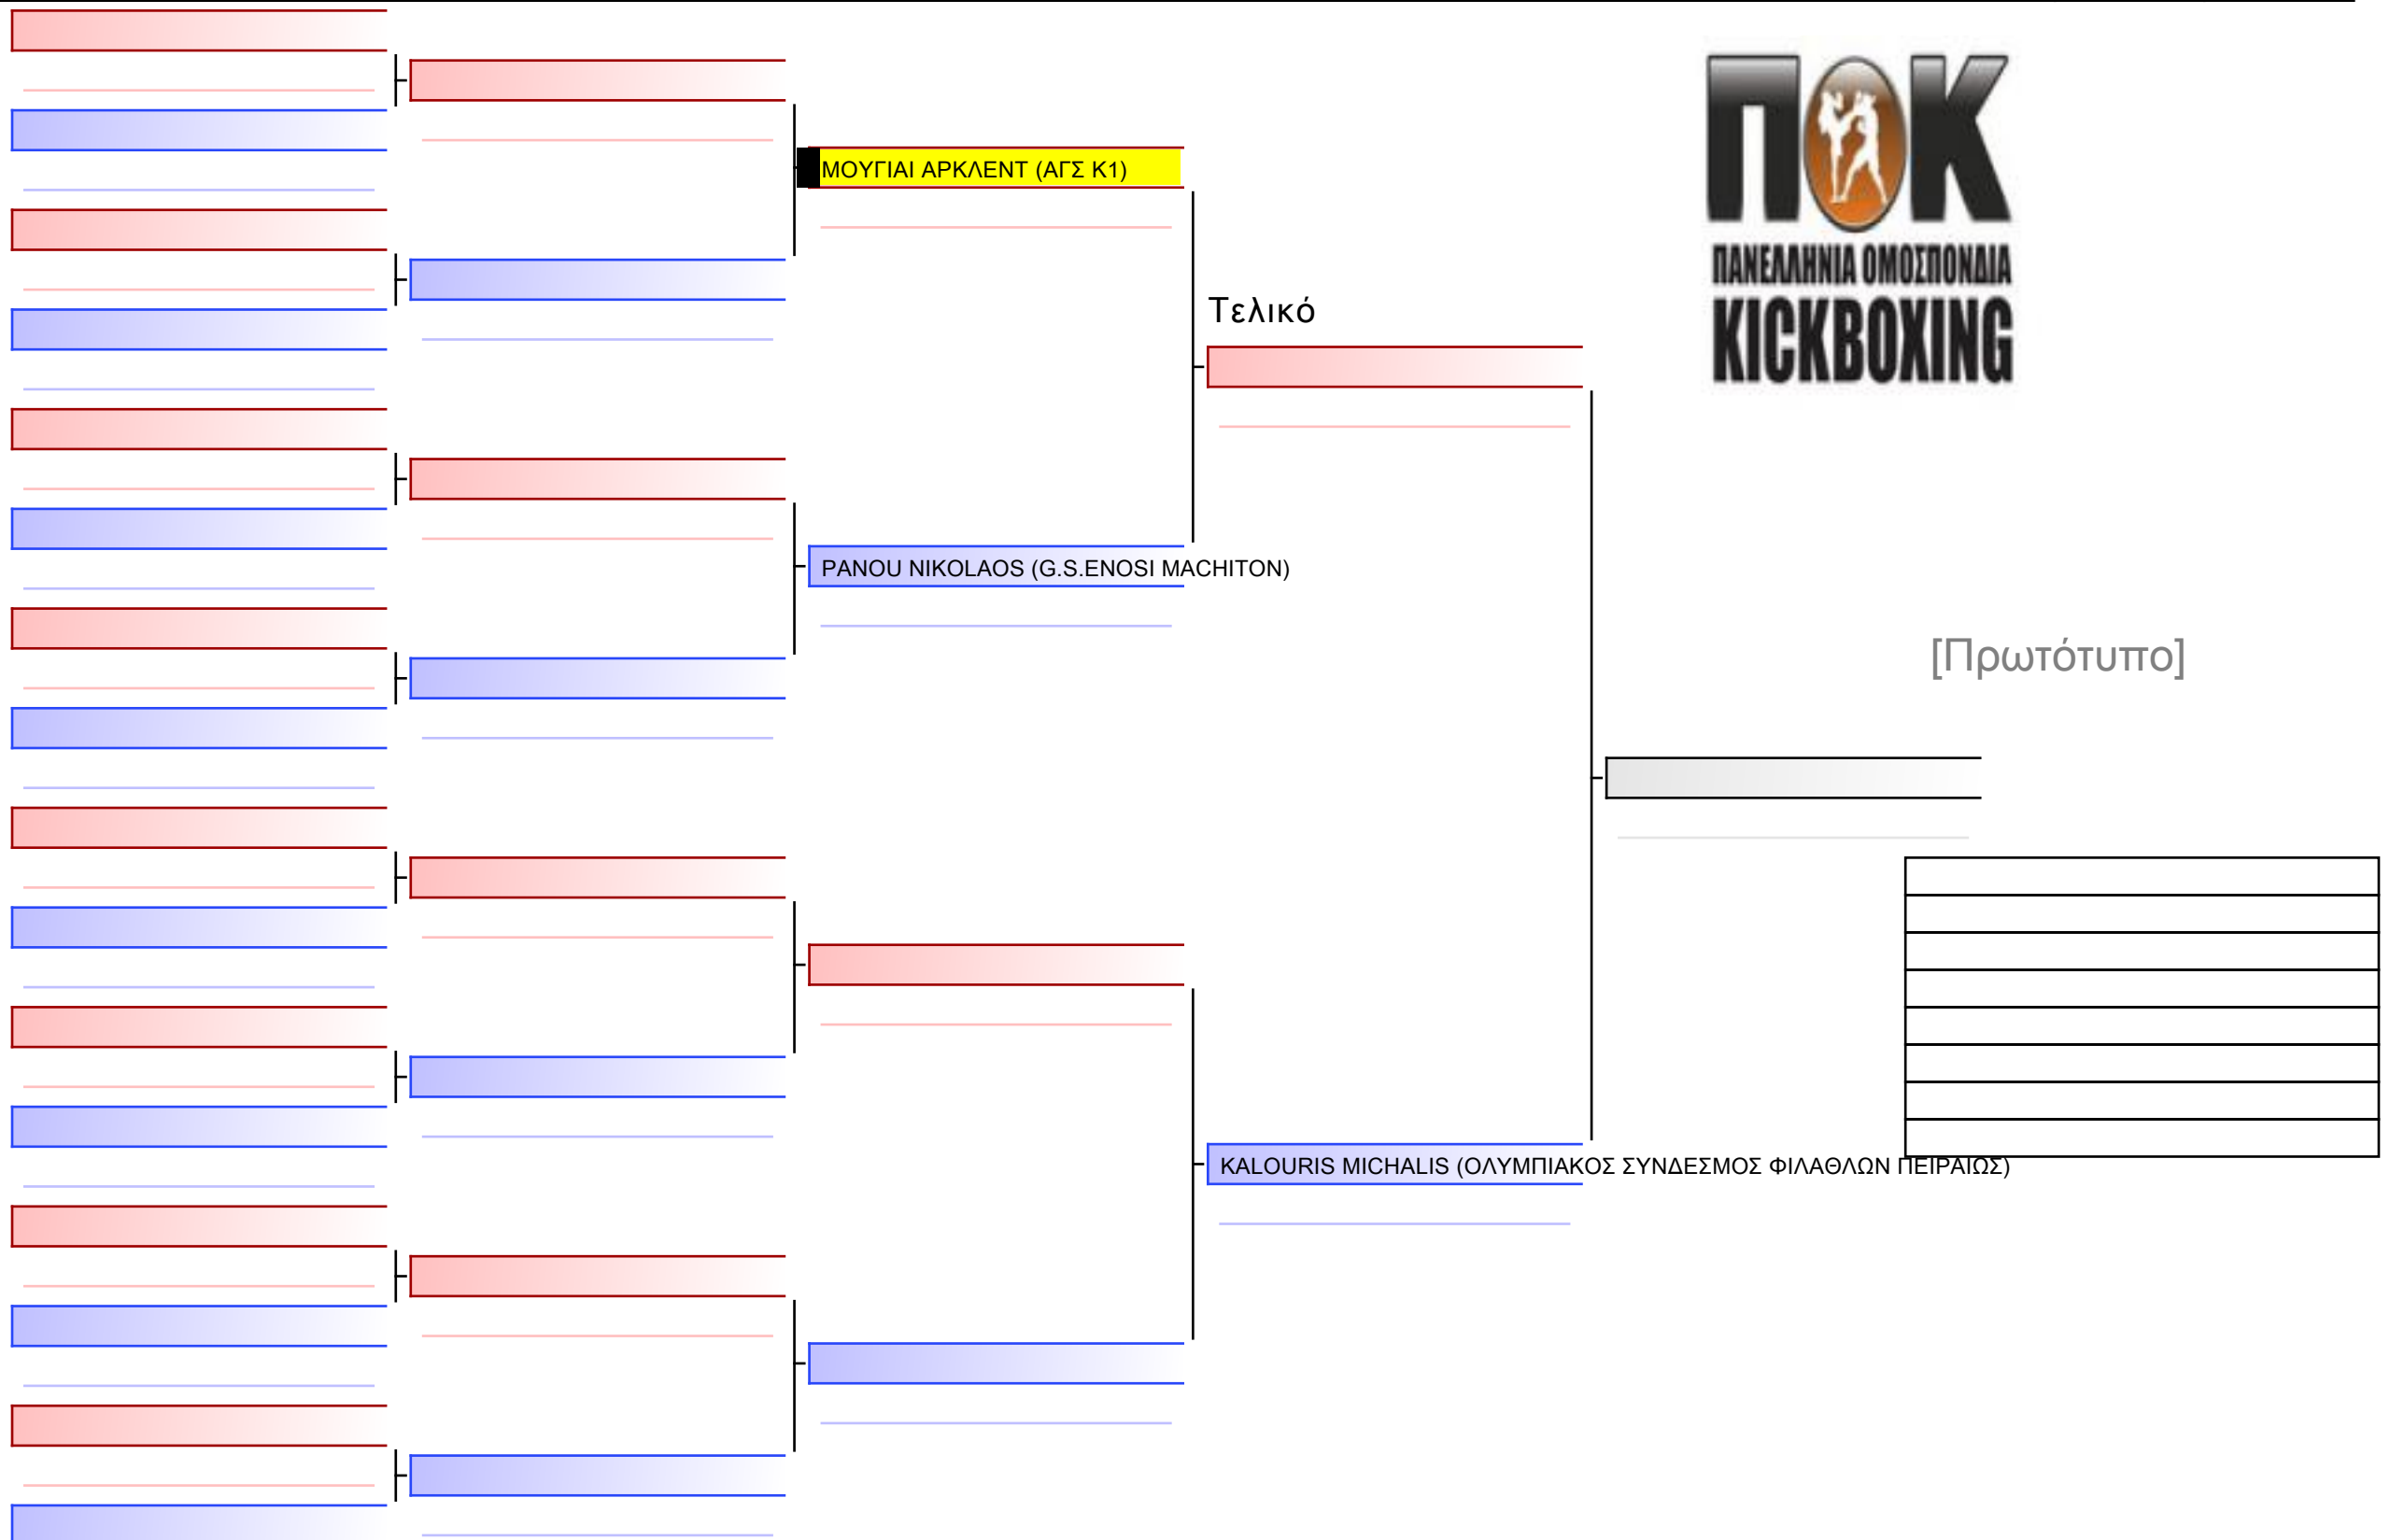 ΠΟΚ
ΠΑΝΕΛΛΗΝΙΑ ΟΜΟΣΠΟΝΔΙΑ
KICKBOXING
ΜΟΥΓΙΑΙ ΑΡΚΛΕΝΤ (ΑΓΣ Κ1)
Τελικό
PANOU NIKOLAOS (G.S.ENOSI MACHITON)
[Πρωτότυπο]
KALOURIS MICHALIS (ΟΛΥΜΠΙΑΚΟΣ ΣΥΝΔΕΣΜΟΣ ΦΙΛΑΘΛΩΝ ΠΕΙΡΑΙΩΣ)